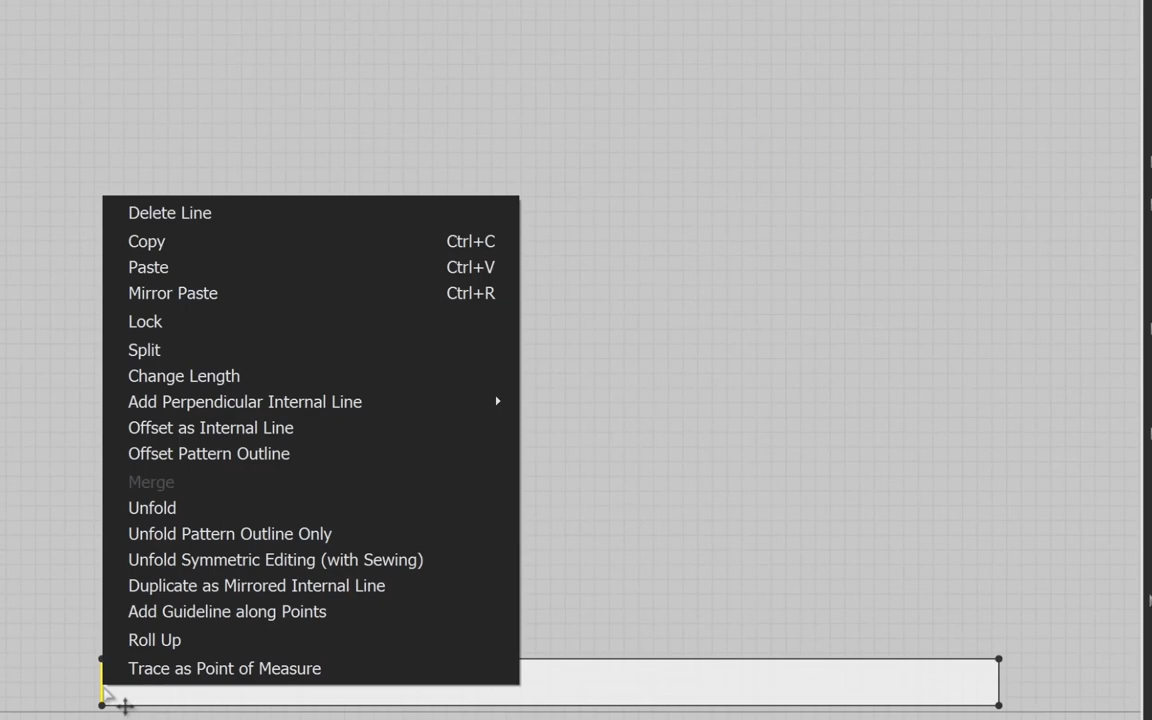 Delete Line
Copy Ctrl+C
Paste Ctrl+V
Mirror Paste Ctrl+R
Lock
Split
Change Length
Add Perpendicular Internal Line
Offset as Internal Line
Offset Pattern Outline
Merge
Unfold
Unfold Pattern Outline Only
Unfold Symmetric Editing (with Sewing)
Duplicate as Mirrored Internal Line
Add Guideline along Points
Roll Up
Trace as Point of Measure